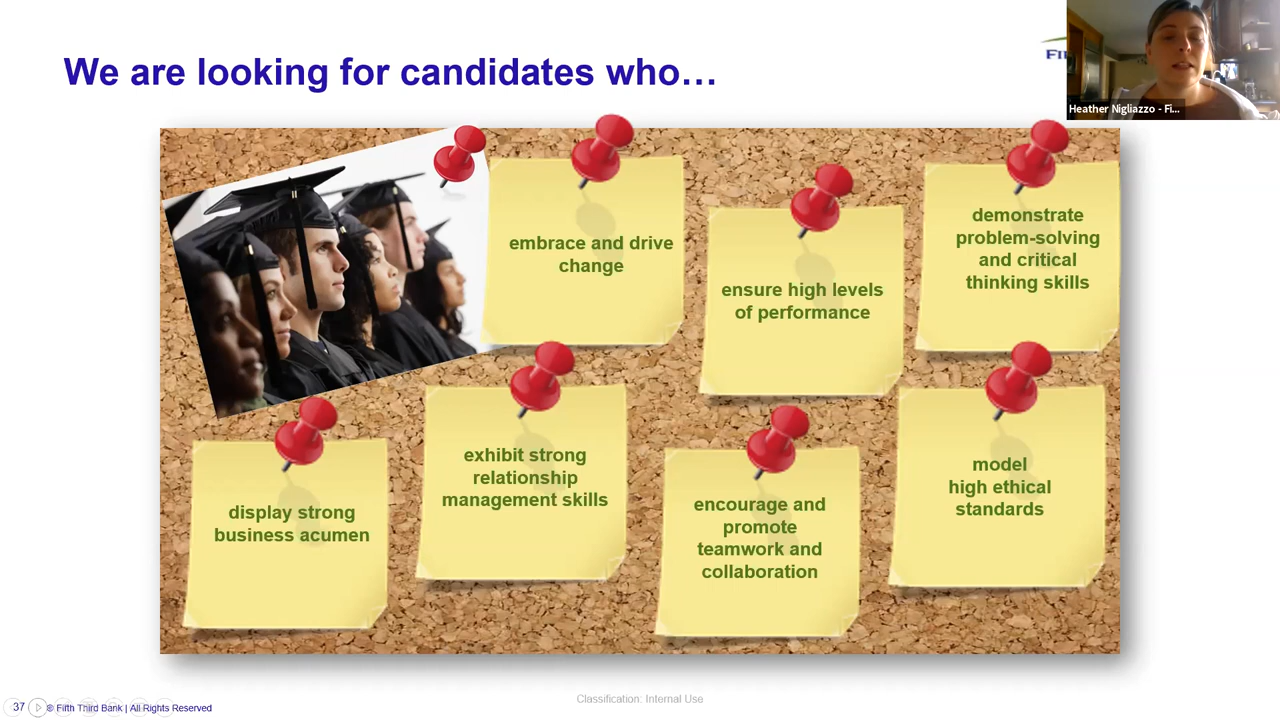 We are looking for candidates who…
FI
Heather Nigliazzo - Fi...
embrace and drive
change
ensure high levels
of performance
demonstrate
problem-solving
and critical
thinking skills
display strong
business acumen
exhibit strong
relationship
management skills
encourage and
promote
teamwork and
collaboration
model
high ethical
standards
Classification: Internal Use
37
® Fifth Third Bank | All Rights Reserved